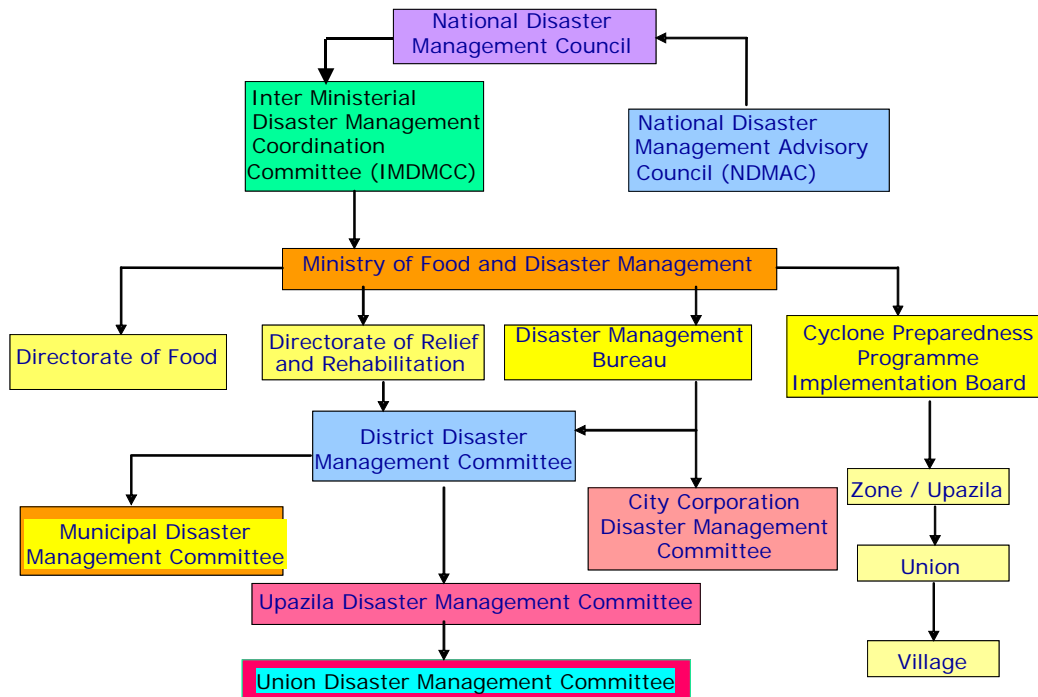 National Disaster
Management Council
Inter Ministerial
Disaster Management
Coordination
Committee (IMDMCC)
National Disaster
Management Advisory
Council (NDMAC)
Ministry of Food and Disaster Management
Directorate of Food
Directorate of Relief
and Rehabilitation
Disaster Management
Bureau
Cyclone Preparedness
Programme
Implementation Board
District Disaster
Management Committee
Zone / Upazila
Municipal Disaster
Management Committee
City Corporation
Disaster Management
Committee
Union
Upazila Disaster Management Committee
Village
Union Disaster Management Committee